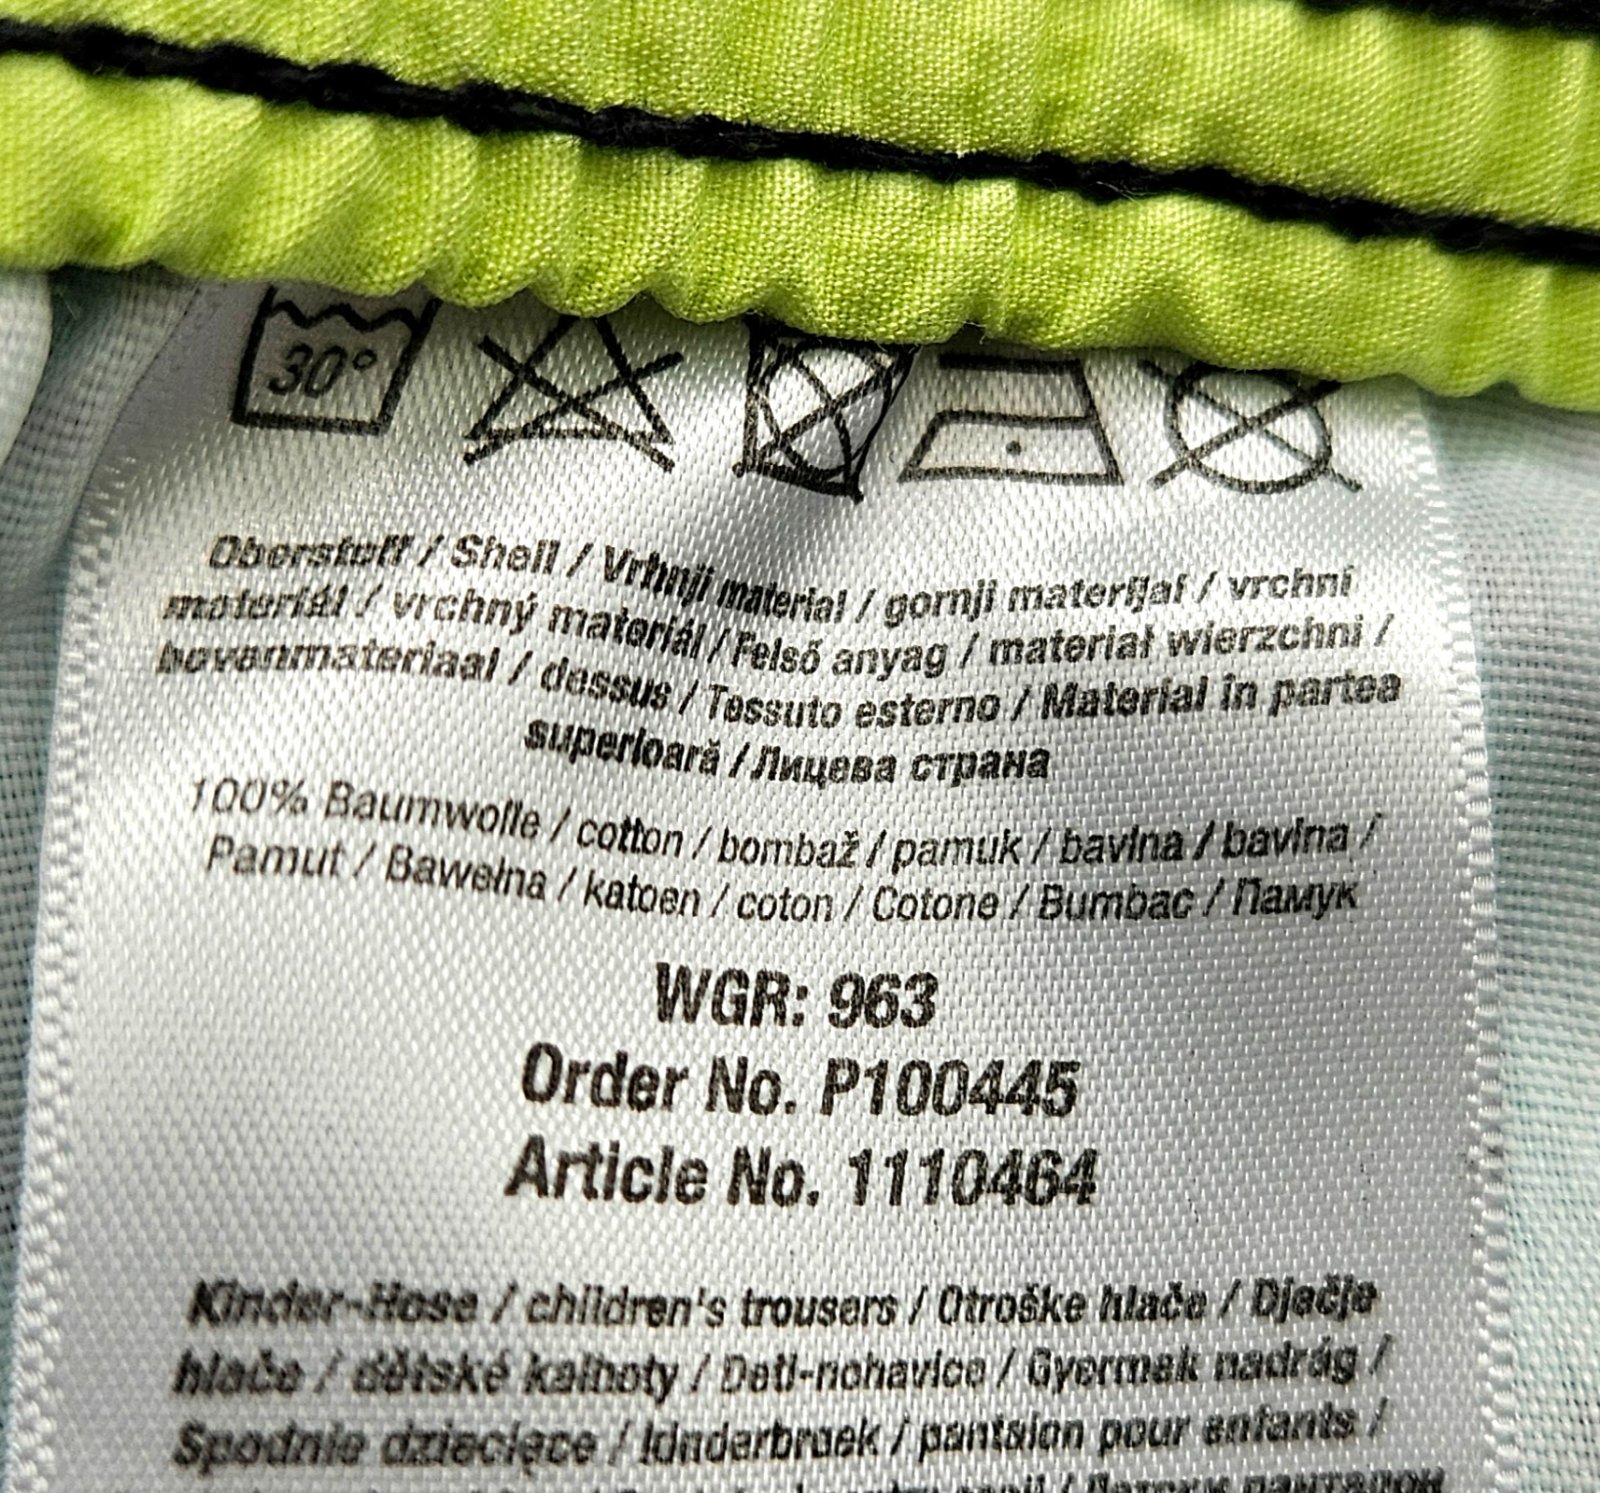 30°
Oberstoff / Shell / Vrhnji material / gornji materijal / vrchní
materiál / vrchný materiál / Felső anyag / materiał wierzchni /
bovenmateriaal / dessus / Tessuto esterno / Material în partea
superioară / Лицева страна
100% Baumwolle / cotton / bombaž / pamuk / bavlna / bavlna /
Pamut / Bawełna / katoen / coton / Cotone / Bumbac / Памук
WGR: 963
Order No. P100445
Article No. 1110464
Kinder-Hose / children's trousers / Otroške hlače / Dječje
hlače / dětské kalhoty / Deti-nohavice / Gyermek nadrág /
Spodnie dziecięce / kinderbroek / pantalon pour enfants /
/ Детски панталон